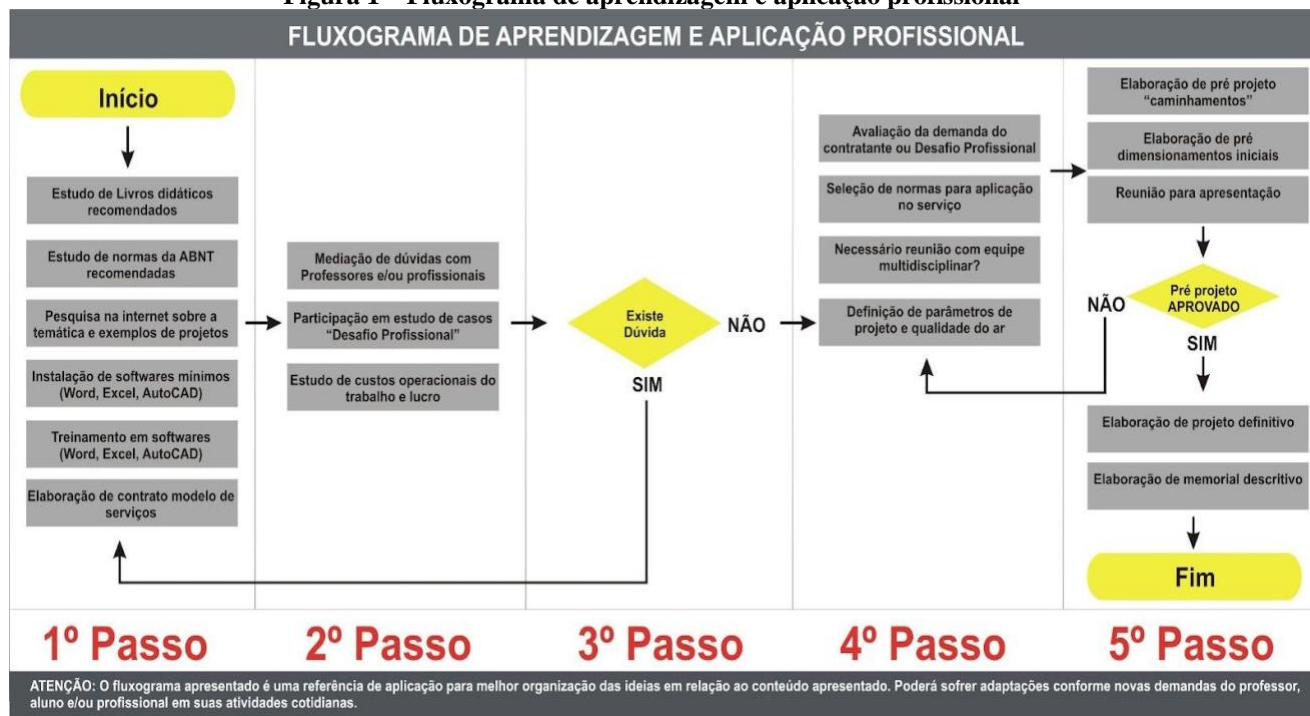 Figura 1 – Fluxograma de aprendizagem e aplicação profissional
FLUXOGRAMA DE APRENDIZAGEM E APLICAÇÃO PROFISSIONAL
Início
Estudo de Livros didáticos
recomendados
Estudo de normas da ABNT
recomendadas
Pesquisa na internet sobre a
temática e exemplos de projetos
Instalação de softwares mínimos
(Word, Excel, AutoCAD)
Treinamento em softwares
(Word, Excel, AutoCAD)
Elaboração de contrato modelo de
serviços
Mediação de dúvidas com
Professores e/ou profissionais
Participação em estudo de casos
“Desafio Profissional”
Estudo de custos operacionais do
trabalho e lucro
Existe
Dúvida
NÃO
SIM
Avaliação da demanda do
contratante ou Desafio Profissional
Seleção de normas para aplicação
no serviço
Necessário reunião com equipe
multidisciplinar?
Definição de parâmetros de
projeto e qualidade do ar
Elaboração de pré projeto
“caminhamentos”
Elaboração de pré
dimensionamentos iniciais
Reunião para apresentação
Pré projeto
APROVADO
NÃO
SIM
Elaboração de projeto definitivo
Elaboração de memorial descritivo
Fim
1º Passo
2º Passo
3º Passo
4º Passo
5º Passo
ATENÇÃO: O fluxograma apresentado é uma referência de aplicação para melhor organização das ideias em relação ao conteúdo apresentado. Poderá sofrer adaptações conforme novas demandas do professor,
aluno e/ou profissional em suas atividades cotidianas.